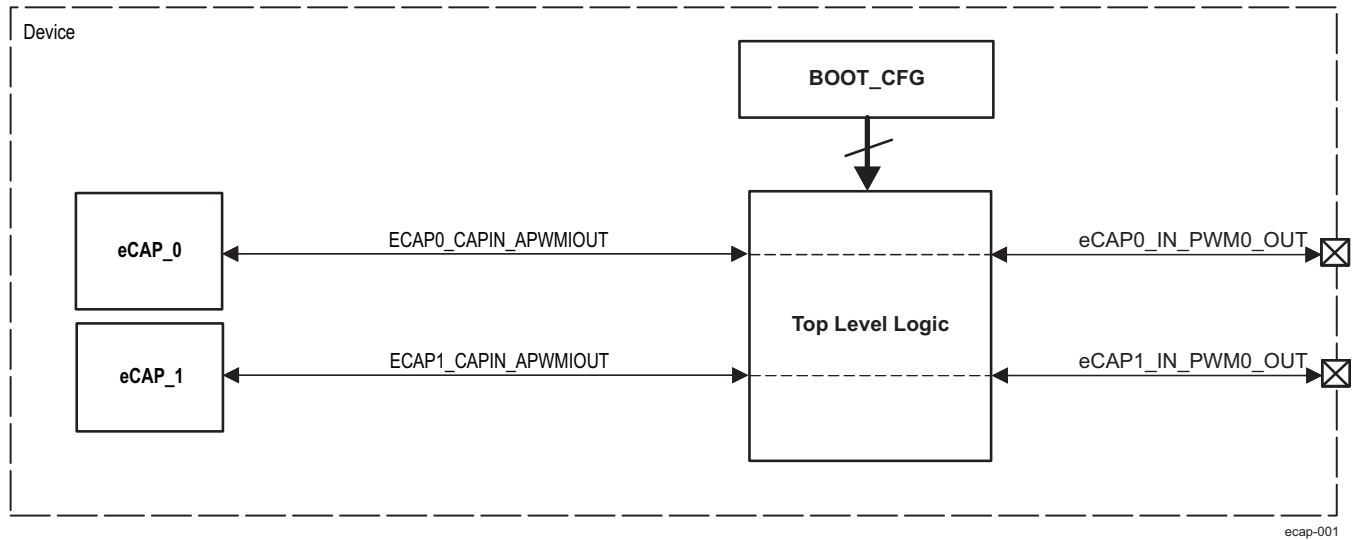 Device
BOOT_CFG
eCAP_0
ECAP0_CAPIN_APWMIOUT
eCAP0_IN_PWM0_OUT
Top Level Logic
eCAP_1
ECAP1_CAPIN_APWMIOUT
eCAP1_IN_PWM0_OUT
ecap-001